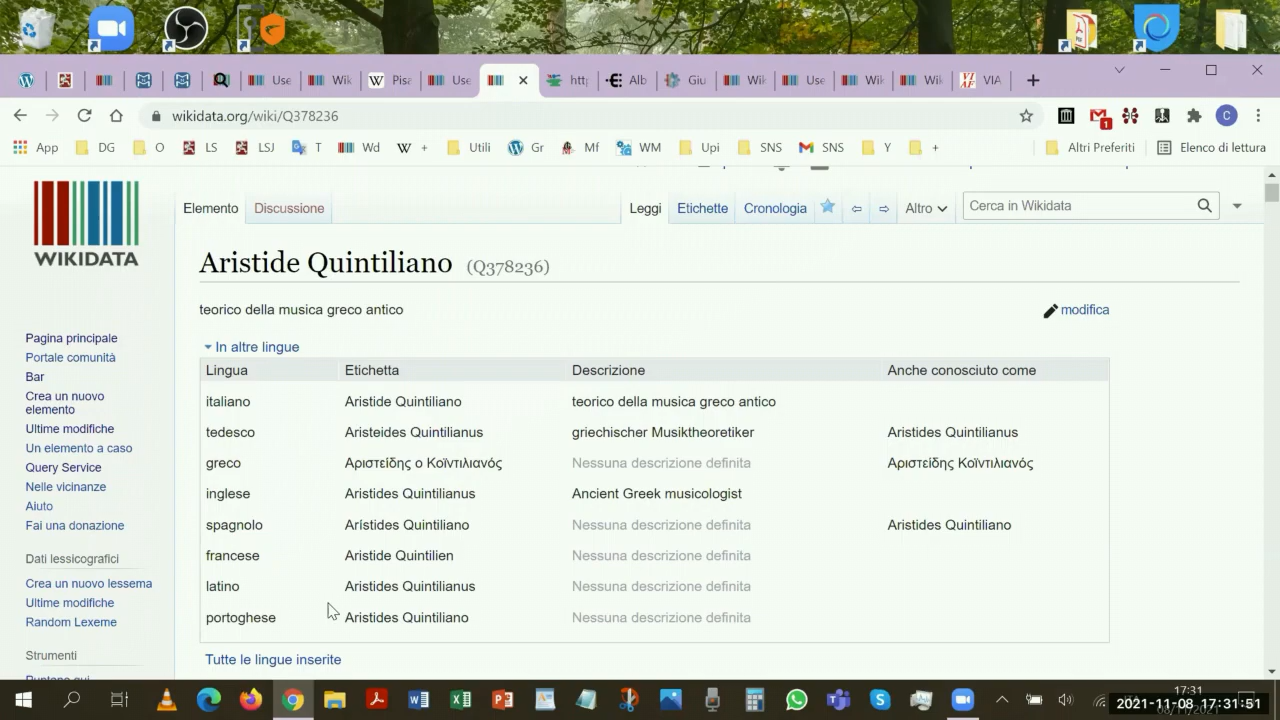 Use
Wik
Pisa
Use
http
Alb
Giu
Wik
Use
Wik
Wik
VIA
wikidata.org/wiki/Q378236
1
C
App
DG
O
LS
LSJ
T
Wd
+
Utili
Gr
Mf
WM
Upi
SNS
SNS
Y
+
Altri Preferiti
Elenco di lettura
WIKIDATA
Elemento
Discussione
Leggi
Etichette
Cronologia
Altro
Cerca in Wikidata
Aristide Quintiliano (Q378236)
teorico della musica greco antico
modifica
In altre lingue
Lingua Etichetta Descrizione Anche conosciuto come
italiano Aristide Quintiliano teorico della musica greco antico
tedesco Aristeides Quintilianus griechischer Musiktheoretiker Aristides Quintilianus
greco Αριστείδης ο Κοϊντιλιανός Nessuna descrizione definita Αριστείδης Κοϊντιλιανός
inglese Aristides Quintilianus Ancient Greek musicologist
spagnolo Aristides Quintiliano Nessuna descrizione definita Arístides Quintiliano
francese Aristide Quintilien Nessuna descrizione definita
latino Aristides Quintilianus Nessuna descrizione definita
portoghese Aristides Quintiliano Nessuna descrizione definita
Tutte le lingue inserite
Pagina principale
Portale comunità
Bar
Crea un nuovo
elemento
Ultime modifiche
Un elemento a caso
Query Service
Nelle vicinanze
Aiuto
Fai una donazione
Dati lessicografici
Crea un nuovo lessema
Ultime modifiche
Random Lexeme
Strumenti
17:31
2021-11-08 17:31:51